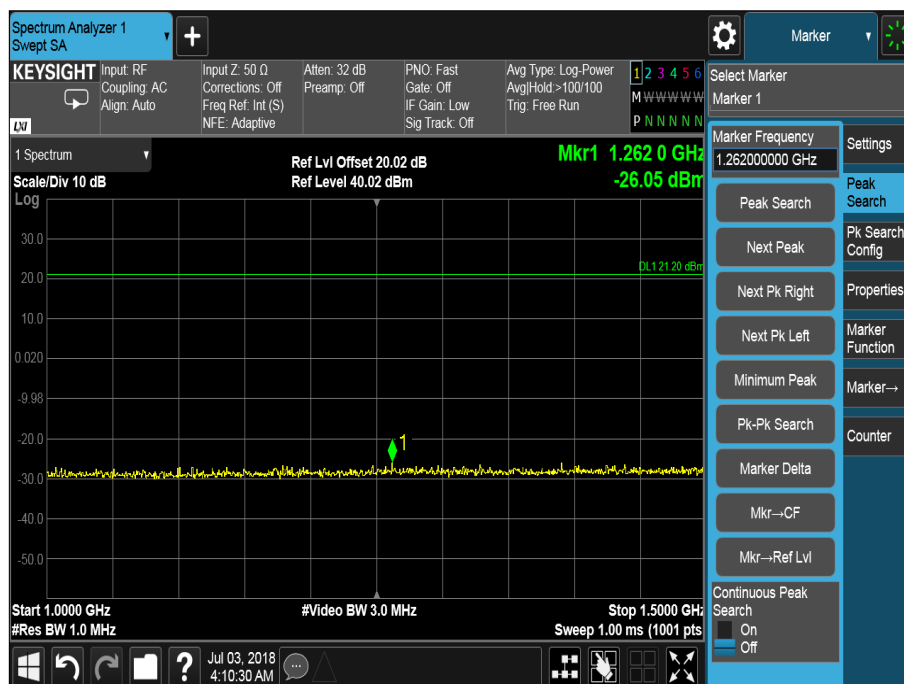 Spectrum Analyzer 1
Swept SA
Marker
KEYSIGHT
LXI
Input: RF
Coupling: AC
Align: Auto
Input Z: 50 Ω
Corrections: Off
Freq Ref: Int (S)
NFE: Adaptive
Atten: 32 dB
Preamp: Off
PNO: Fast
Gate: Off
IF Gain: Low
Sig Track: Off
Avg Type: Log-Power
Avg|Hold:>100/100
Trig: Free Run
1 2 3 4 5 6
M W W W W W
P N N N N N
Select Marker
Marker 1
1 Spectrum
Scale/Div 10 dB
Log
Ref Lvl Offset 20.02 dB
Ref Level 40.02 dBm
Mkr1 1.262 0 GHz
-26.05 dBm
30.0
20.0
10.0
0.020
-9.98
-20.0
-30.0
-40.0
-50.0
DL1 21.20 dBm
1
Start 1.0000 GHz
#Res BW 1.0 MHz
#Video BW 3.0 MHz
Stop 1.5000 GHz
Sweep 1.00 ms (1001 pts
Marker Frequency
1.262000000 GHz
Peak Search
Next Peak
Next Pk Right
Next Pk Left
Minimum Peak
Pk-Pk Search
Marker Delta
Mkr→CF
Mkr→Ref Lvl
Continuous Peak
Search
On
Off
Settings
Peak
Search
Pk Search
Config
Properties
Marker
Function
Marker→
Counter
?
Jul 03, 2018
4:10:30 AM